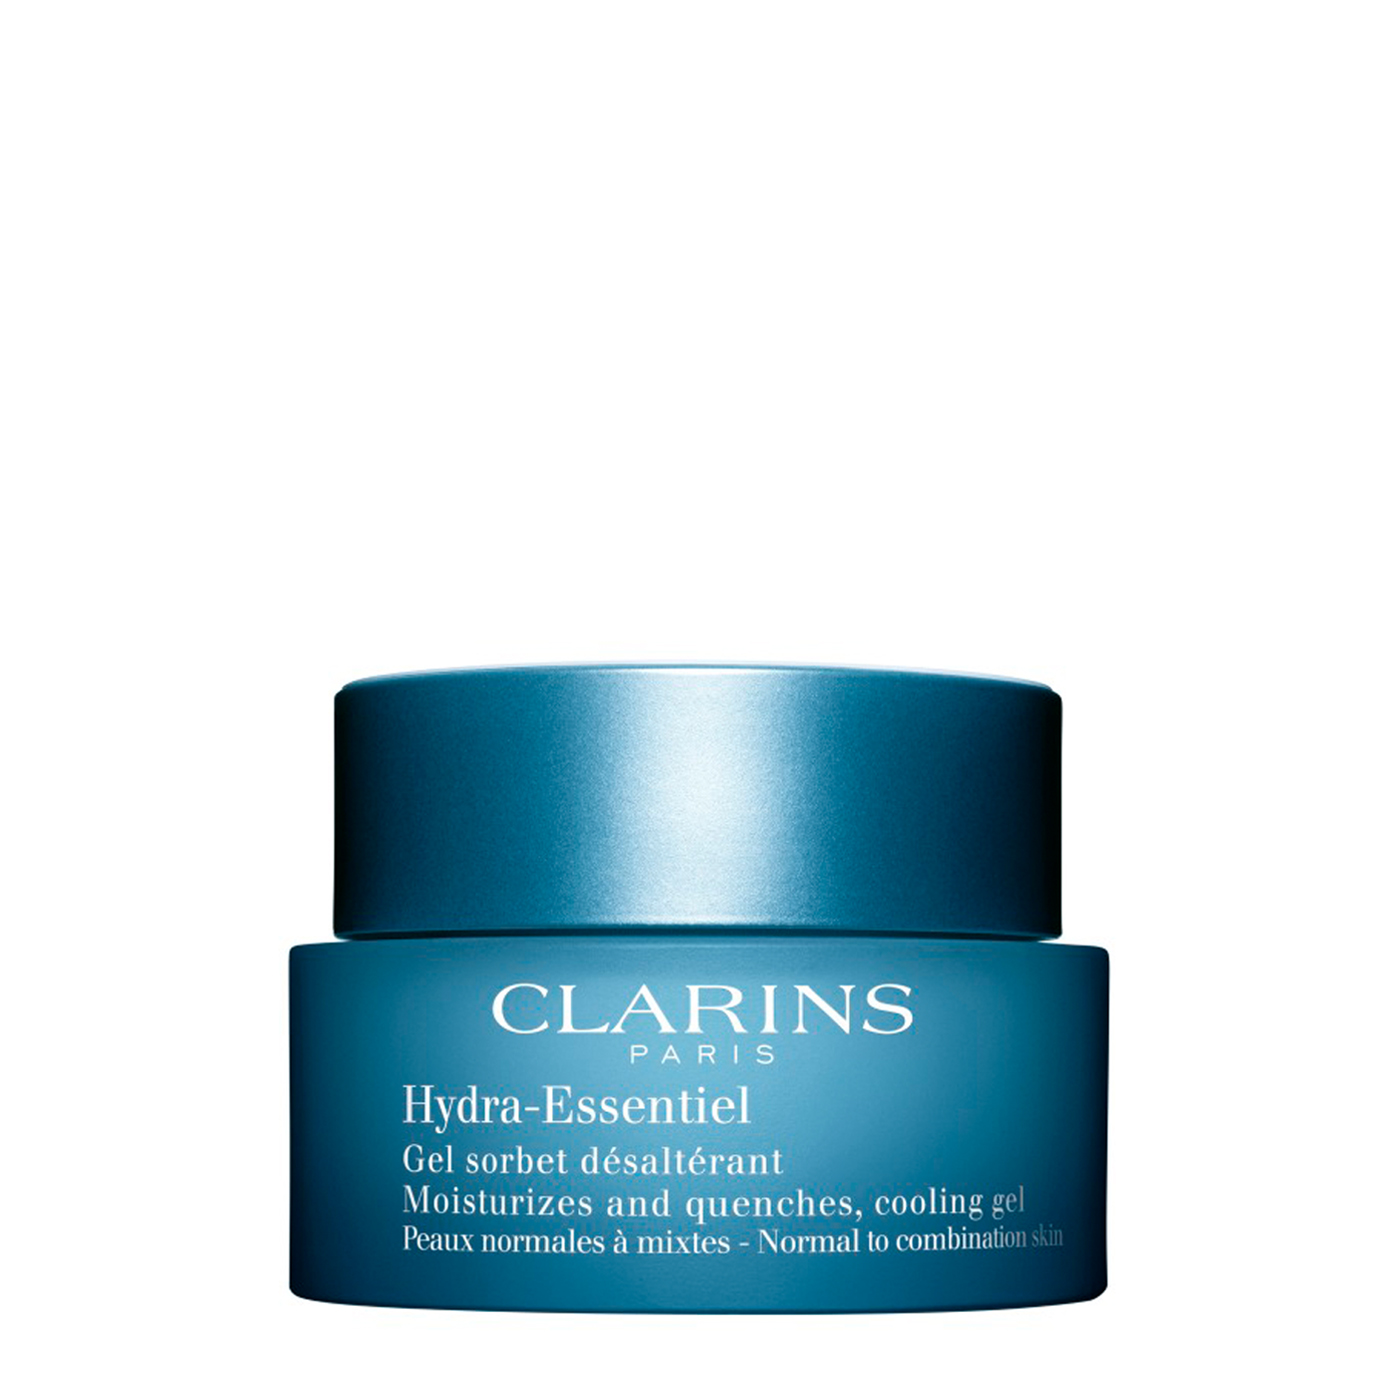 CLARINS
PARIS
Hydra-Essentiel
Gel sorbet désaltérant
Moisturizes and quenches, cooling gel
Peaux normales à mixtes - Normal to combination skin